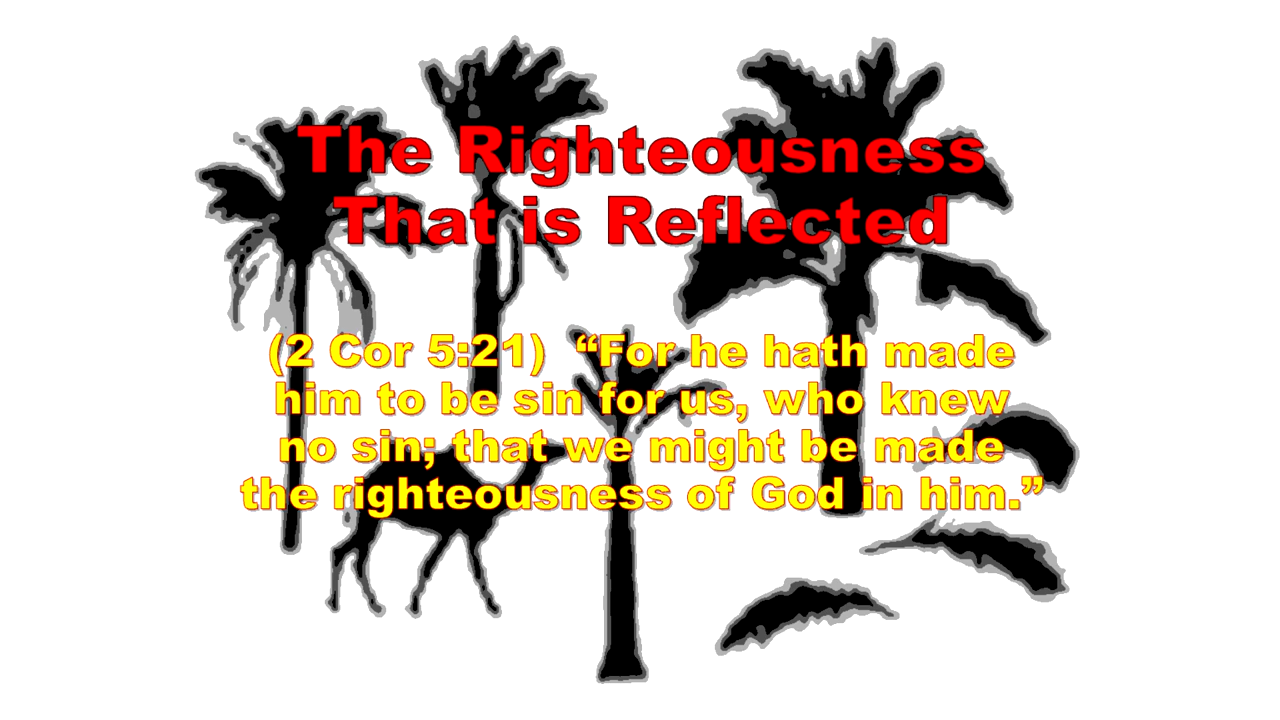 The Righteousness
That is Reflected
(2 Cor 5:21)  “For he hath made
him to be sin for us, who knew
no sin; that we might be made
the righteousness of God in him.”